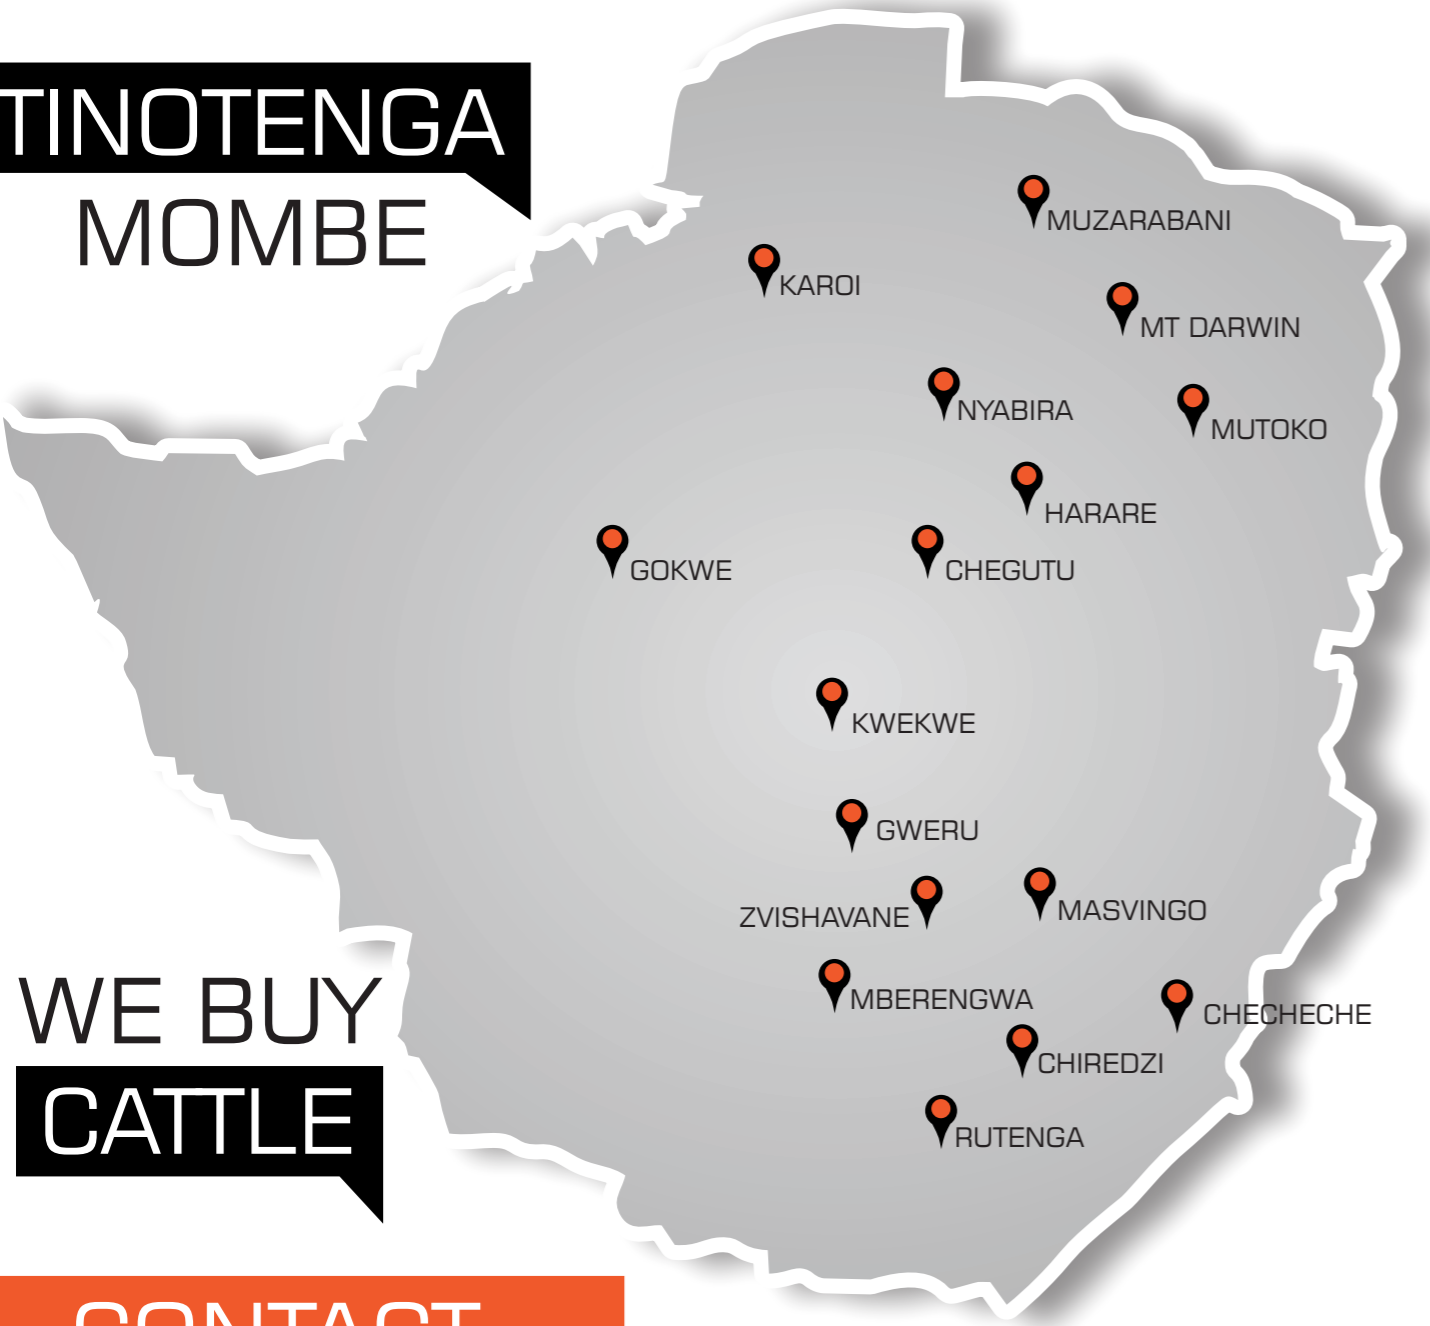 TINOTENGA
MOMBE
MUZARABANI
KAROI
MT DARWIN
NYABIRA
MUTOKO
HARARE
GOKWE
CHEGUTU
KWEKWE
GWERU
ZVISHAVANE
MASVINGO
MBERENGWA
CHECHECHE
CHIREDZI
RUTENGA
WE BUY
CATTLE
CONTACT